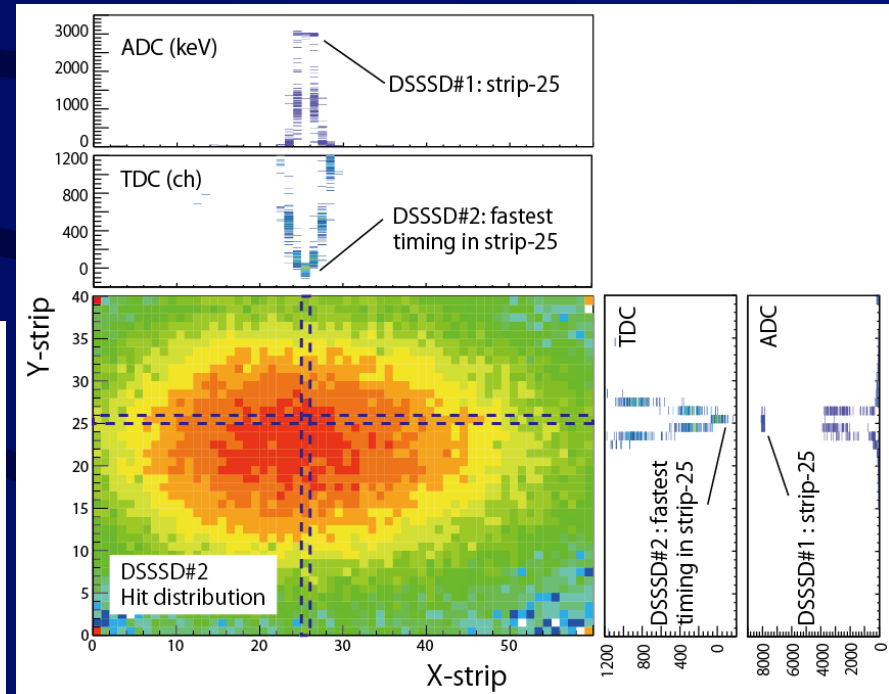 3000
ADC (keV)
2000
DSSSD#1: strip-25
1000
0
1200
TDC (ch)
800
DSSSD#2: fastest
timing in strip-25
400
0
Y-strip
40
35
30
25
20
15
10
5
0
DSSSD#2
Hit distribution
0
10
20
30
40
50
X-strip
TDC
DSSSD#2 : fastest
timing in strip-25
1200
800
400
0
ADC
DSSSD#1 : strip-25
8000
6000
4000
2000
0